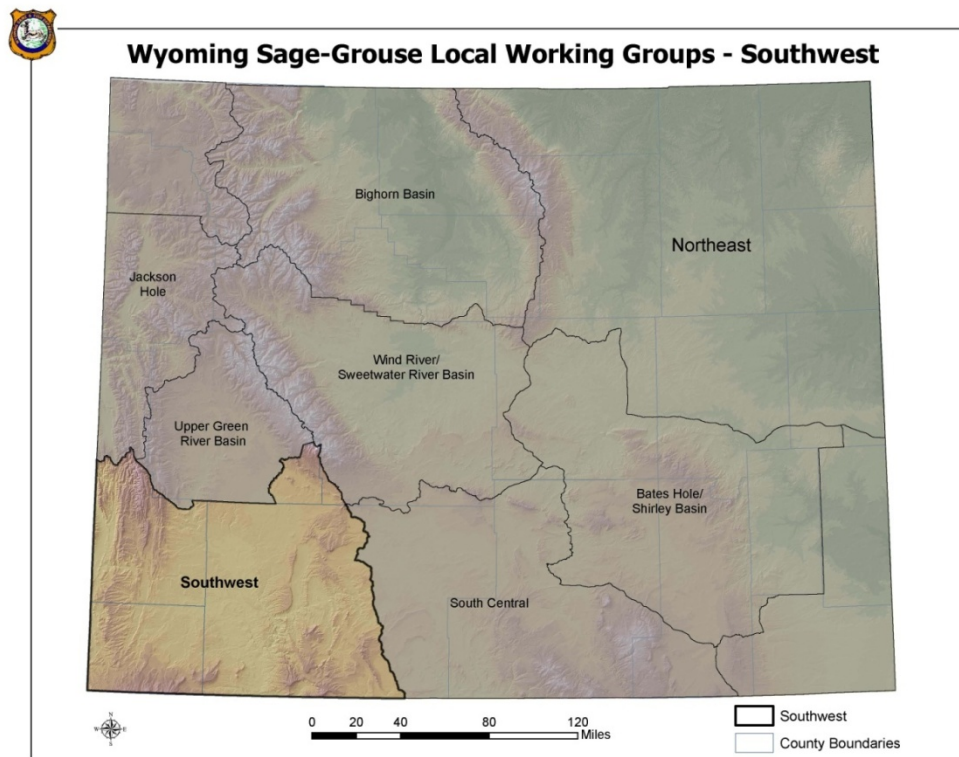 Wyoming Sage-Grouse Local Working Groups - Southwest
Bighorn Basin
Northeast
Jackson
Hole
Wind River/
Sweetwater River Basin
Upper Green
River Basin
Bates Hole/
Shirley Basin
Southwest
South Central
N
W E
S
0 20 40 80 120
Miles
Southwest
County Boundaries